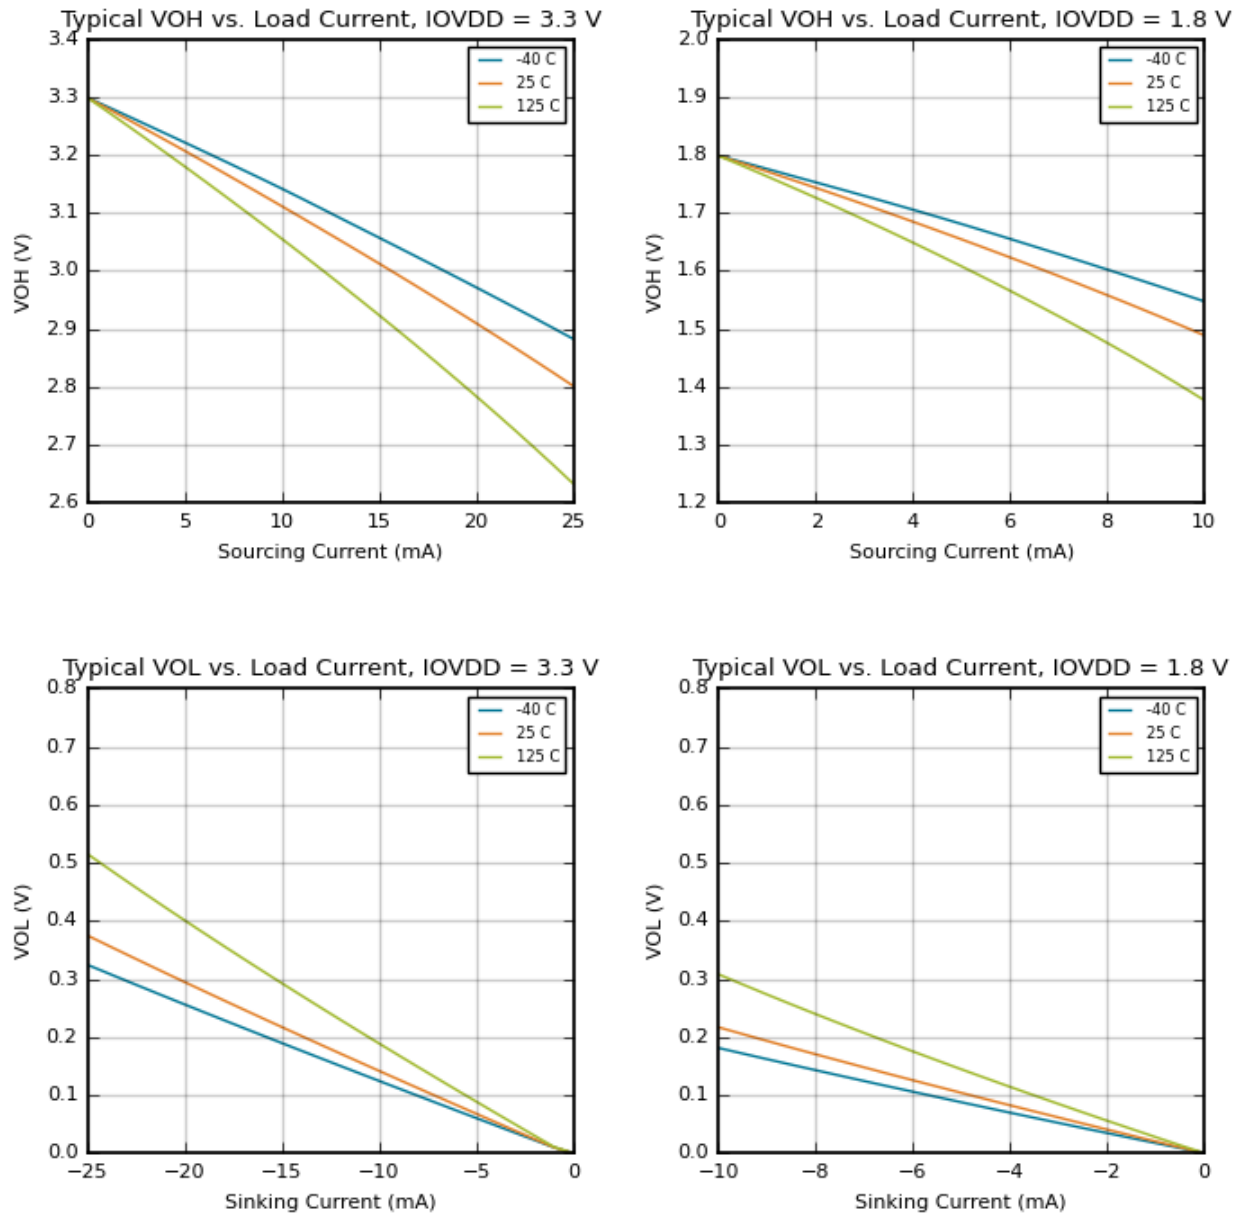 Typical VOH vs. Load Current, IOVDD = 3.3 V
3.4
3.3
3.2
3.1
3.0
2.9
2.8
2.7
2.6
VOH (V)
-40 C
25 C
125 C
0 5 10 15 20 25
Sourcing Current (mA)
Typical VOH vs. Load Current, IOVDD = 1.8 V
2.0
1.9
1.8
1.7
1.6
1.5
1.4
1.3
1.2
VOH (V)
-40 C
25 C
125 C
0 2 4 6 8 10
Sourcing Current (mA)
Typical VOL vs. Load Current, IOVDD = 3.3 V
0.8
0.7
0.6
0.5
0.4
0.3
0.2
0.1
0.0
VOL (V)
-40 C
25 C
125 C
−25 −20 −15 −10 −5 0
Sinking Current (mA)
Typical VOL vs. Load Current, IOVDD = 1.8 V
0.8
0.7
0.6
0.5
0.4
0.3
0.2
0.1
0.0
VOL (V)
-40 C
25 C
125 C
−10 −8 −6 −4 −2 0
Sinking Current (mA)